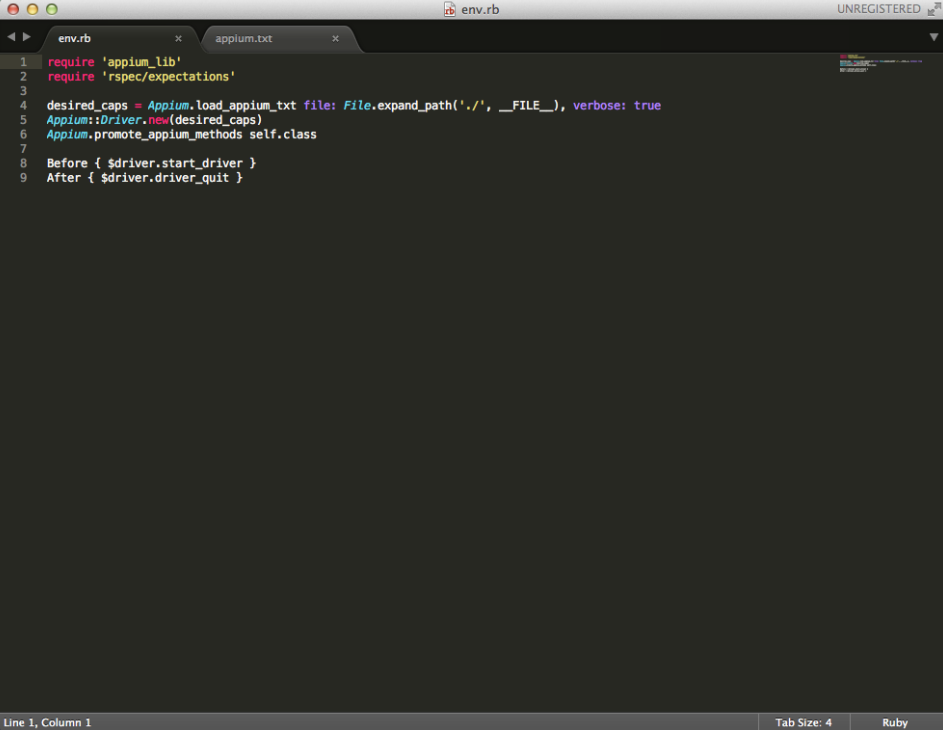 env.rb
UNREGISTERED
env.rb × appium.txt ×
1 require 'appium_lib'
2 require 'rspec/expectations'
3
4 desired_caps = Appium.load_appium_txt file: File.expand_path('./', __FILE__), verbose: true
5 Appium::Driver.new(desired_caps)
6 Appium.promote_appium_methods self.class
7
8 Before { $driver.start_driver }
9 After { $driver.driver_quit }
Line 1, Column 1
Tab Size: 4
Ruby